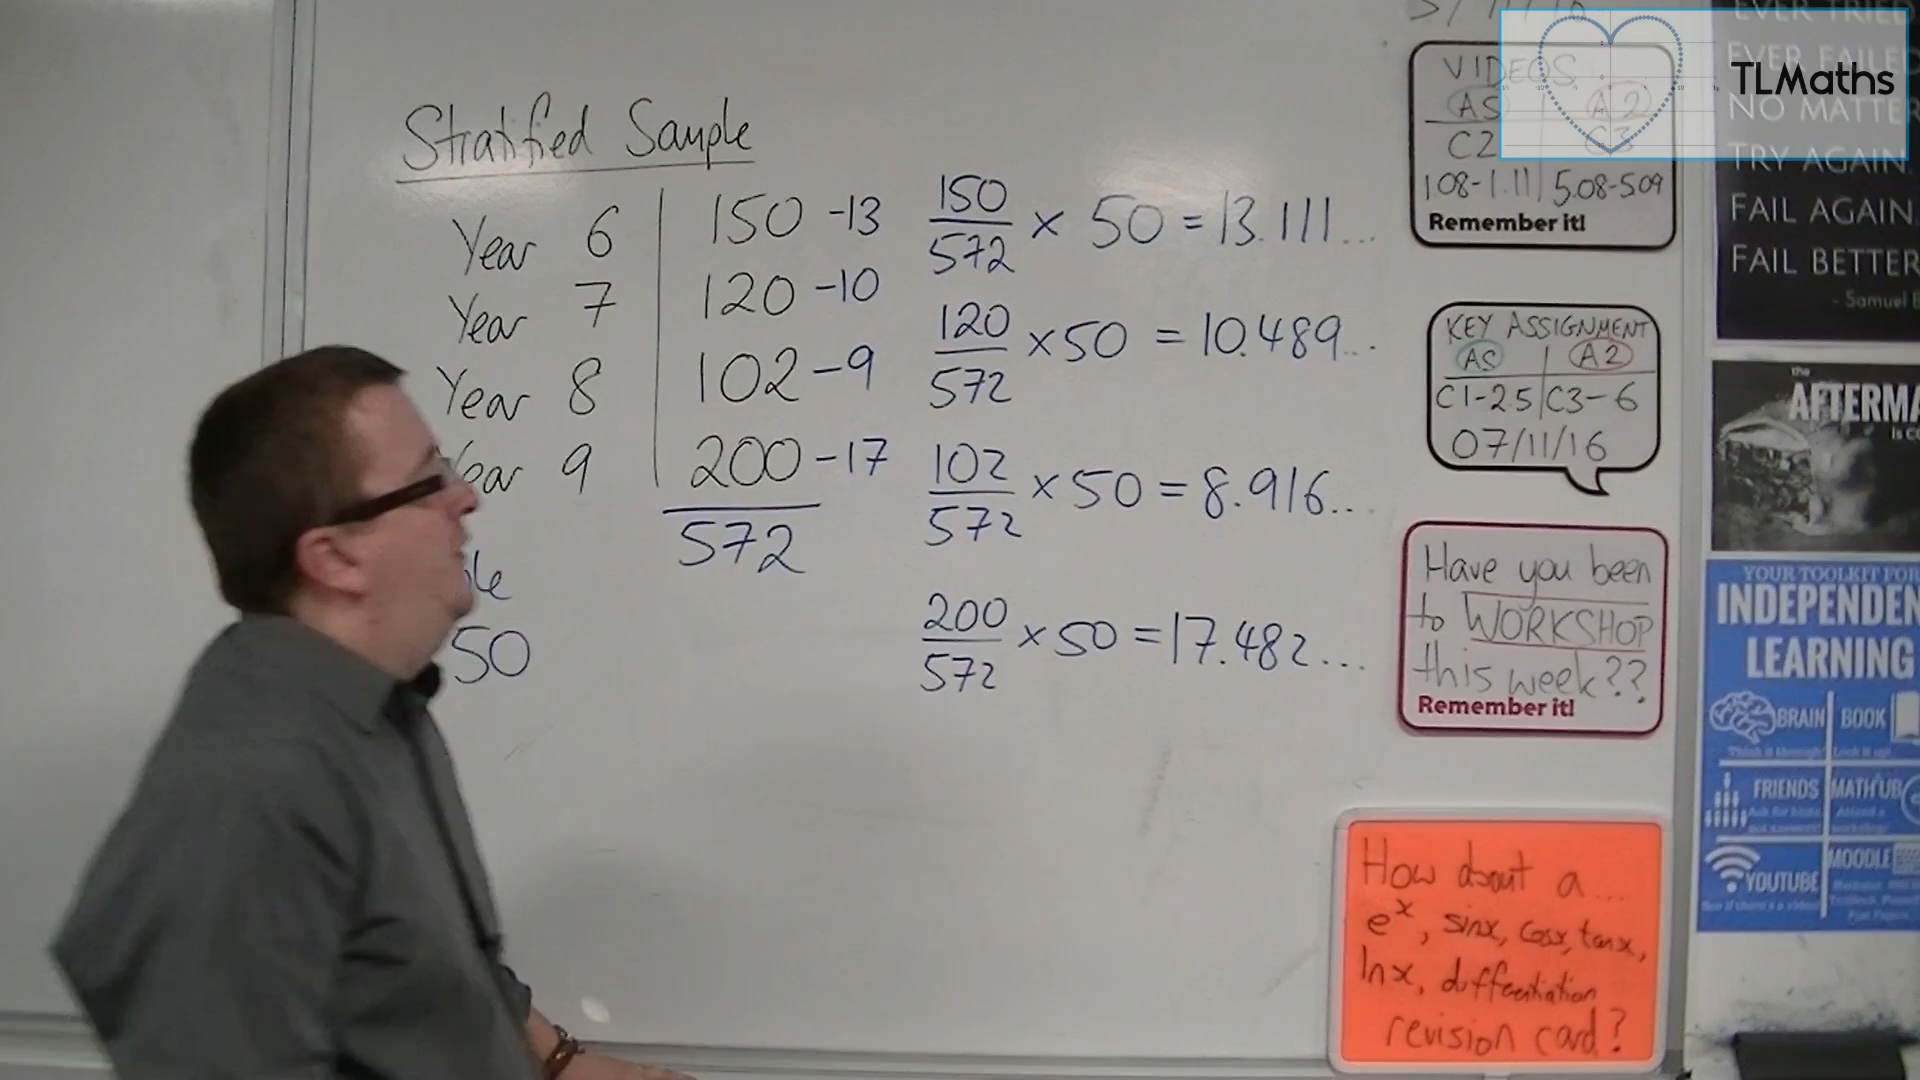 Stratified Sample
Year 6 150 - 13
Year 7 120 - 10
Year 8 102 - 9
Year 9 200 - 17
572
50
150/572 × 50 = 13.111...
120/572 × 50 = 10.489...
102/572 × 50 = 8.916...
200/572 × 50 = 17.482...
VIDEOS
AS A2
C2 C3
1.08-1.11 5.08-5.09
Remember it!
KEY ASSIGNMENT
AS A2
C1-25 C3-6
07/11/16
Have you been
to WORKSHOP
this week??
Remember it!
How about a...
e^x, sinx, cosx, tanx,
lnx, differentiation
revision card?
TLMaths
EVER TRIED
EVER FAILED
NO MATTER
TRY AGAIN
FAIL AGAIN
FAIL BETTER
- Samuel
the
AFTERMA
YOUR TOOLKIT FOR
INDEPENDEN
LEARNING
BRAIN BOOK
FRIENDS MATHUB
YOUTUBE MOODLE